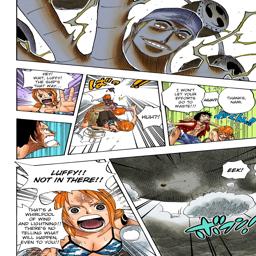 HEY!
WAIT, LUFFY!
THE SHIP'S
THAT WAY...
HUH?!
I WON'T
LET YOUR
EFFORTS
GO TO
WASTE!!
HUH?!
THANKS,
NAMI.
LUFFY!!
NOT IN THERE!!
EEK!
THAT'S A
WHIRLPOOL
OF WIND
AND LIGHTNING!!
THERE'S NO
TELLING WHAT
WILL HAPPEN,
EVEN TO YOU!!